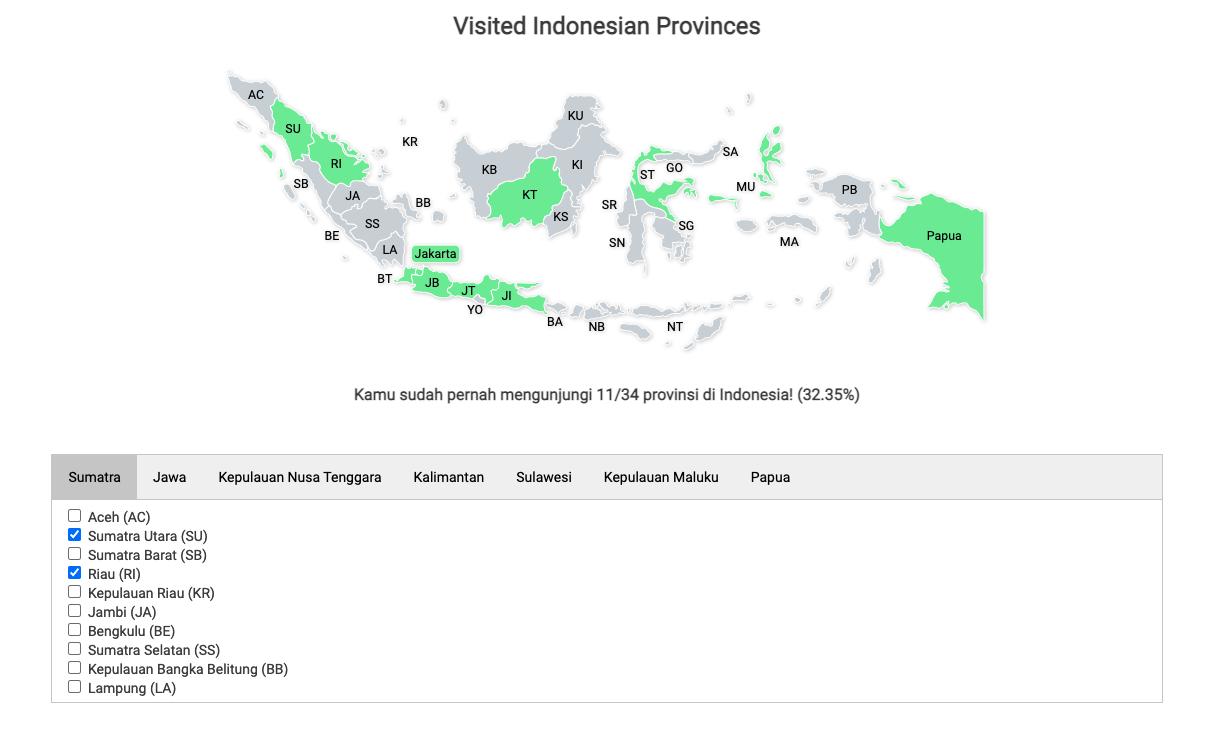 Visited Indonesian Provinces
AC
KU
SU
KR
SA
RI
KI
GO
KB
ST
SB
MU
PB
JA
KT
BB
SR
KS
SS
SG
BE
Papua
SN
MA
LA
Jakarta
BT
JB
JT
JI
YO
BA
NB
NT
Kamu sudah pernah mengunjungi 11/34 provinsi di Indonesia! (32.35%)
Sumatra Jawa Kepulauan Nusa Tenggara Kalimantan Sulawesi Kepulauan Maluku Papua
Aceh (AC)
Sumatra Utara (SU)
Sumatra Barat (SB)
Riau (RI)
Kepulauan Riau (KR)
Jambi (JA)
Bengkulu (BE)
Sumatra Selatan (SS)
Kepulauan Bangka Belitung (BB)
Lampung (LA)